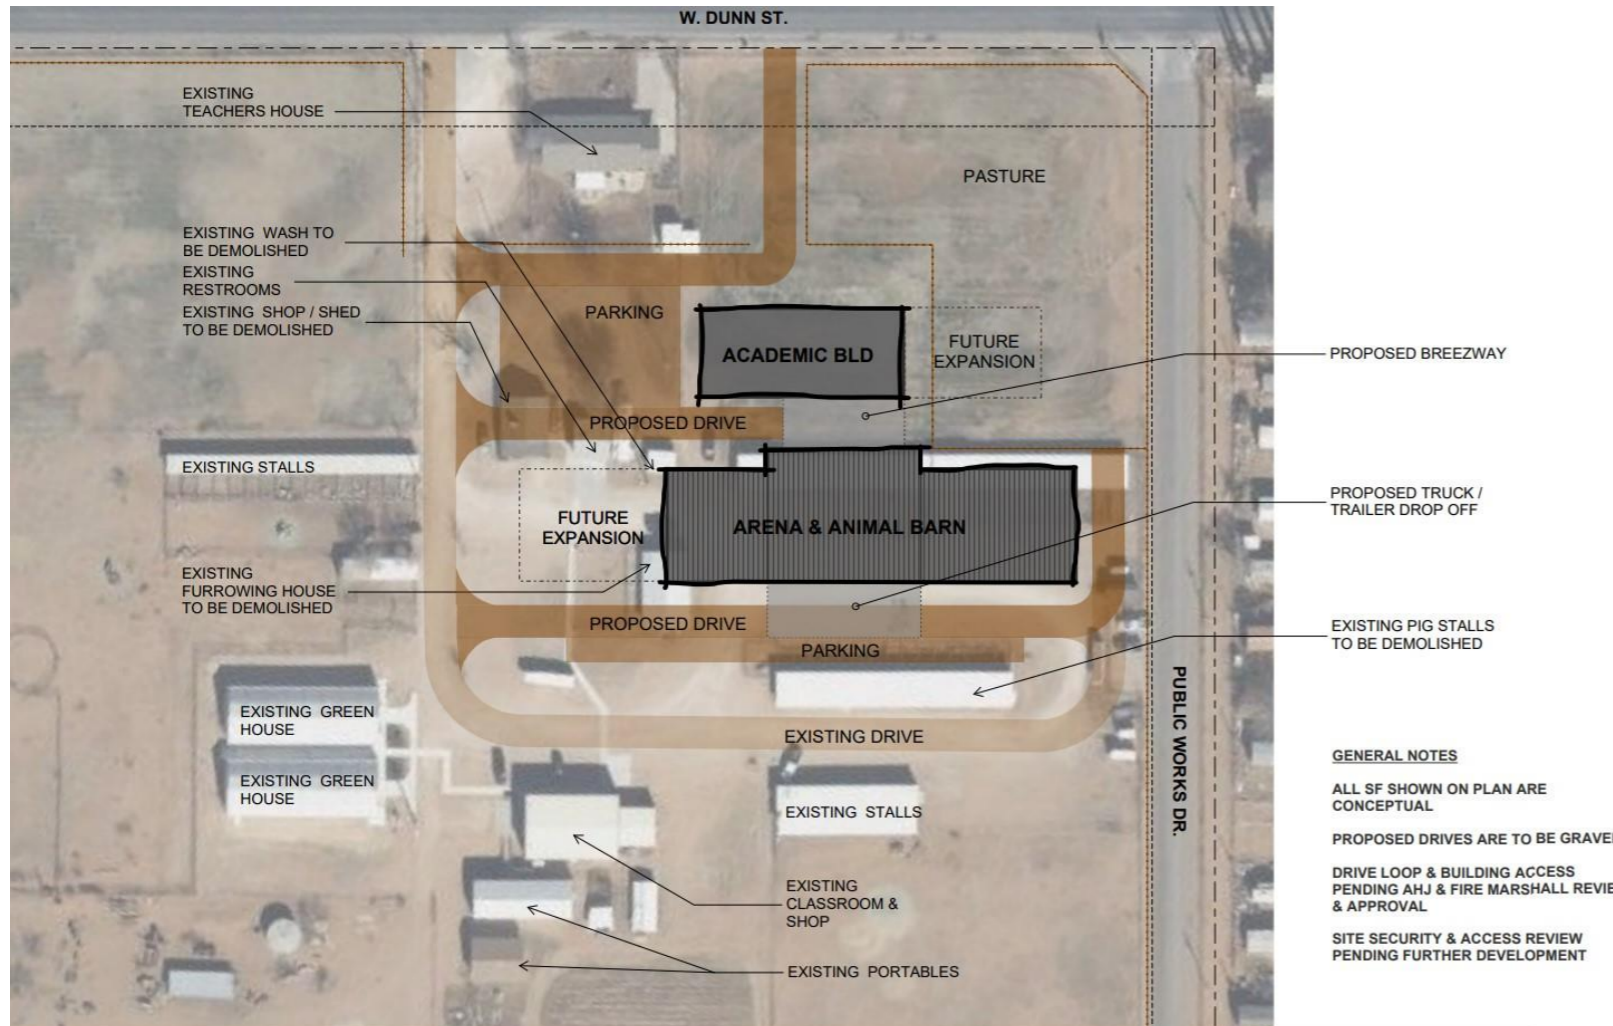 W. DUNN ST.
EXISTING
TEACHERS HOUSE
PASTURE
EXISTING WASH TO
BE DEMOLISHED
EXISTING
RESTROOMS
EXISTING SHOP / SHED
TO BE DEMOLISHED
PARKING
ACADEMIC BLD
FUTURE
EXPANSION
PROPOSED BREEZWAY
PROPOSED DRIVE
EXISTING STALLS
FUTURE
EXPANSION
ARENA & ANIMAL BARN
PROPOSED TRUCK /
TRAILER DROP OFF
EXISTING
FURROWING HOUSE
TO BE DEMOLISHED
PROPOSED DRIVE
PARKING
EXISTING PIG STALLS
TO BE DEMOLISHED
PUBLIC WORKS DR.
EXISTING GREEN
HOUSE
EXISTING DRIVE
EXISTING GREEN
HOUSE
EXISTING STALLS
EXISTING
CLASSROOM &
SHOP
EXISTING PORTABLES
GENERAL NOTES
ALL SF SHOWN ON PLAN ARE
CONCEPTUAL
PROPOSED DRIVES ARE TO BE GRAVE
DRIVE LOOP & BUILDING ACCESS
PENDING AHJ & FIRE MARSHALL REVIE
& APPROVAL
SITE SECURITY & ACCESS REVIEW
PENDING FURTHER DEVELOPMENT